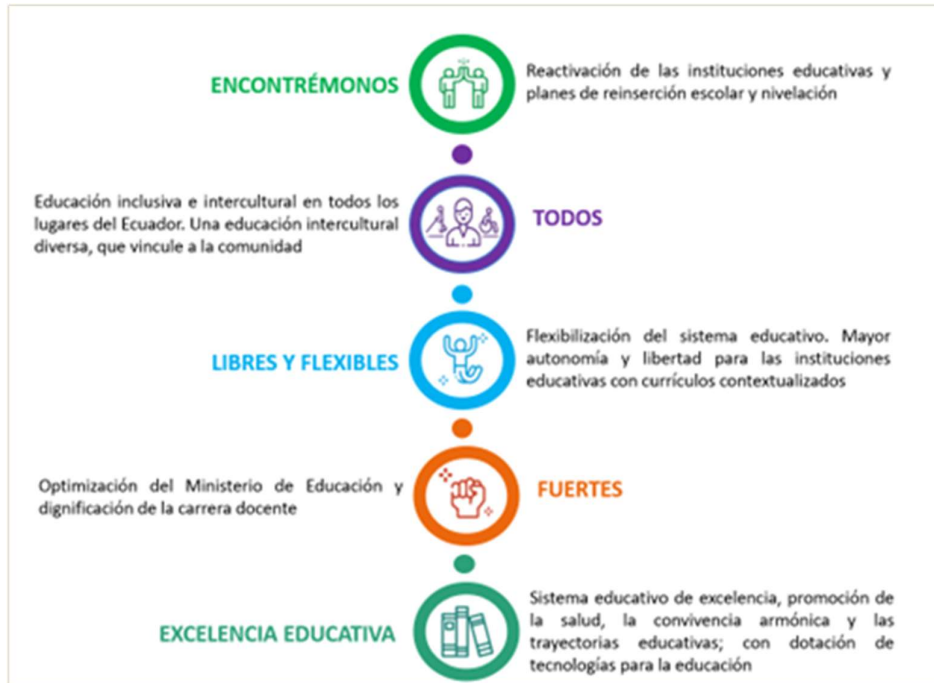 ENCONTRÉMONOS
Reactivación de las instituciones educativas y
planes de reinserción escolar y nivelación
Educación inclusiva e intercultural en todos los
lugares del Ecuador. Una educación intercultural
diversa, que vincule a la comunidad
TODOS
LIBRES Y FLEXIBLES
Flexibilización del sistema educativo. Mayor
autonomía y libertad para las instituciones
educativas con currículos contextualizados
Optimización del Ministerio de Educación y
dignificación de la carrera docente
FUERTES
EXCELENCIA EDUCATIVA
Sistema educativo de excelencia, promoción de
la salud, la convivencia armónica y las
trayectorias educativas; con dotación de
tecnologías para la educación